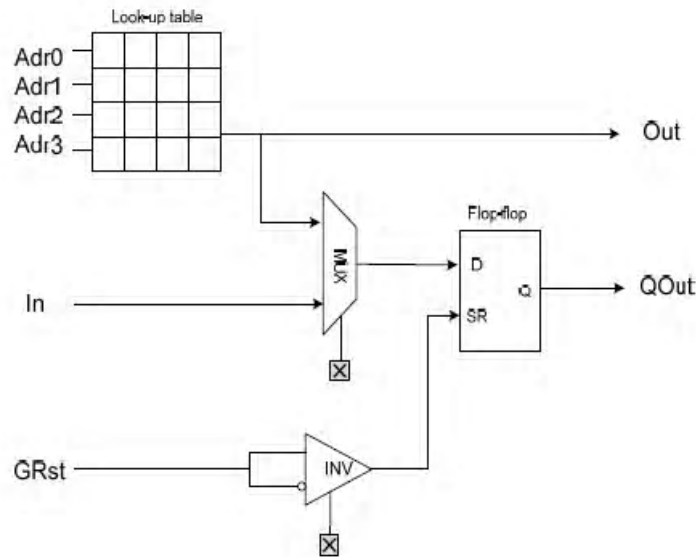 Look-up table
Adr0
Adr1
Adr2
Adr3
Out
Flop-flop
MUX
D
Q
QOut
In
SR
GRst
INV